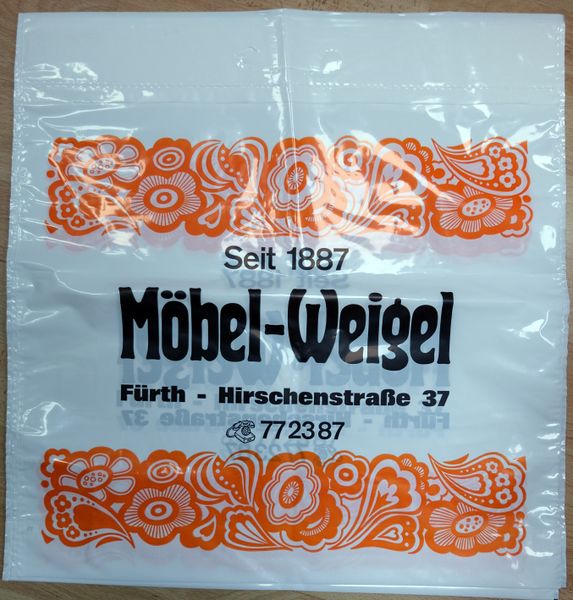 Seit 1887
Möbel-Weigel
Fürth - Hirschenstraße 37
772387